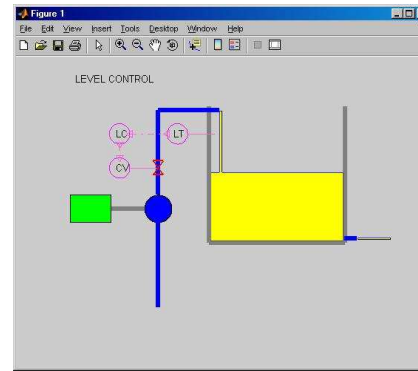 Figure 1
File Edit View Insert Tools Desktop Window Help
LEVEL CONTROL
LC LT
CV